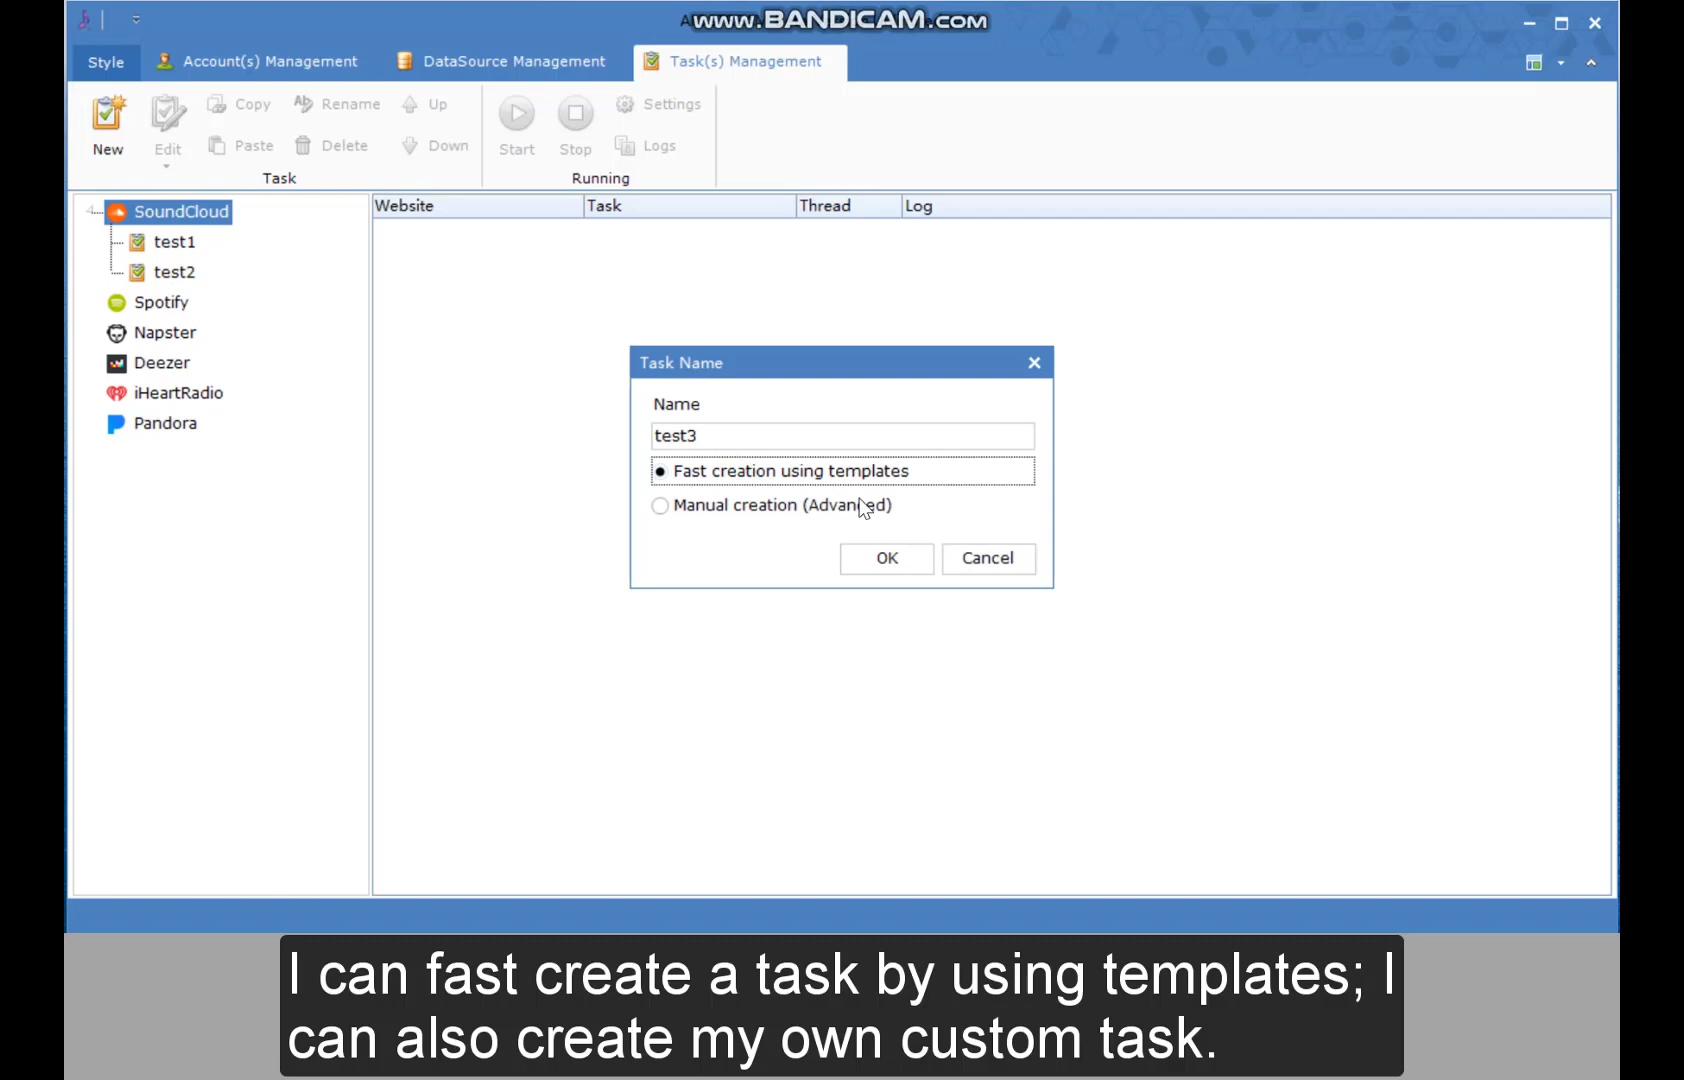 www.BANDICAM.com
Style
Account(s) Management
DataSource Management
Task(s) Management
New
Edit
Copy
Paste
Rename
Delete
Up
Down
Task
Start
Stop
Settings
Logs
Running
SoundCloud
test1
test2
Spotify
Napster
Deezer
iHeartRadio
Pandora
Website
Task
Thread
Log
Task Name
Name
test3
Fast creation using templates
Manual creation (Advanced)
OK
Cancel
I can fast create a task by using templates; I
can also create my own custom task.